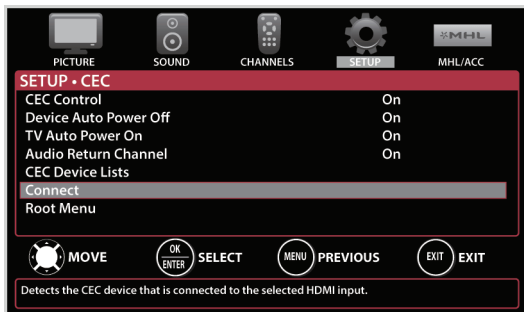 PICTURE SOUND CHANNELS SETUP MHL/ACC
MHL
SETUP • CEC
CEC Control On
Device Auto Power Off On
TV Auto Power On On
Audio Return Channel On
CEC Device Lists
Connect
Root Menu
MOVE OK ENTER SELECT MENU PREVIOUS EXIT EXIT
Detects the CEC device that is connected to the selected HDMI input.